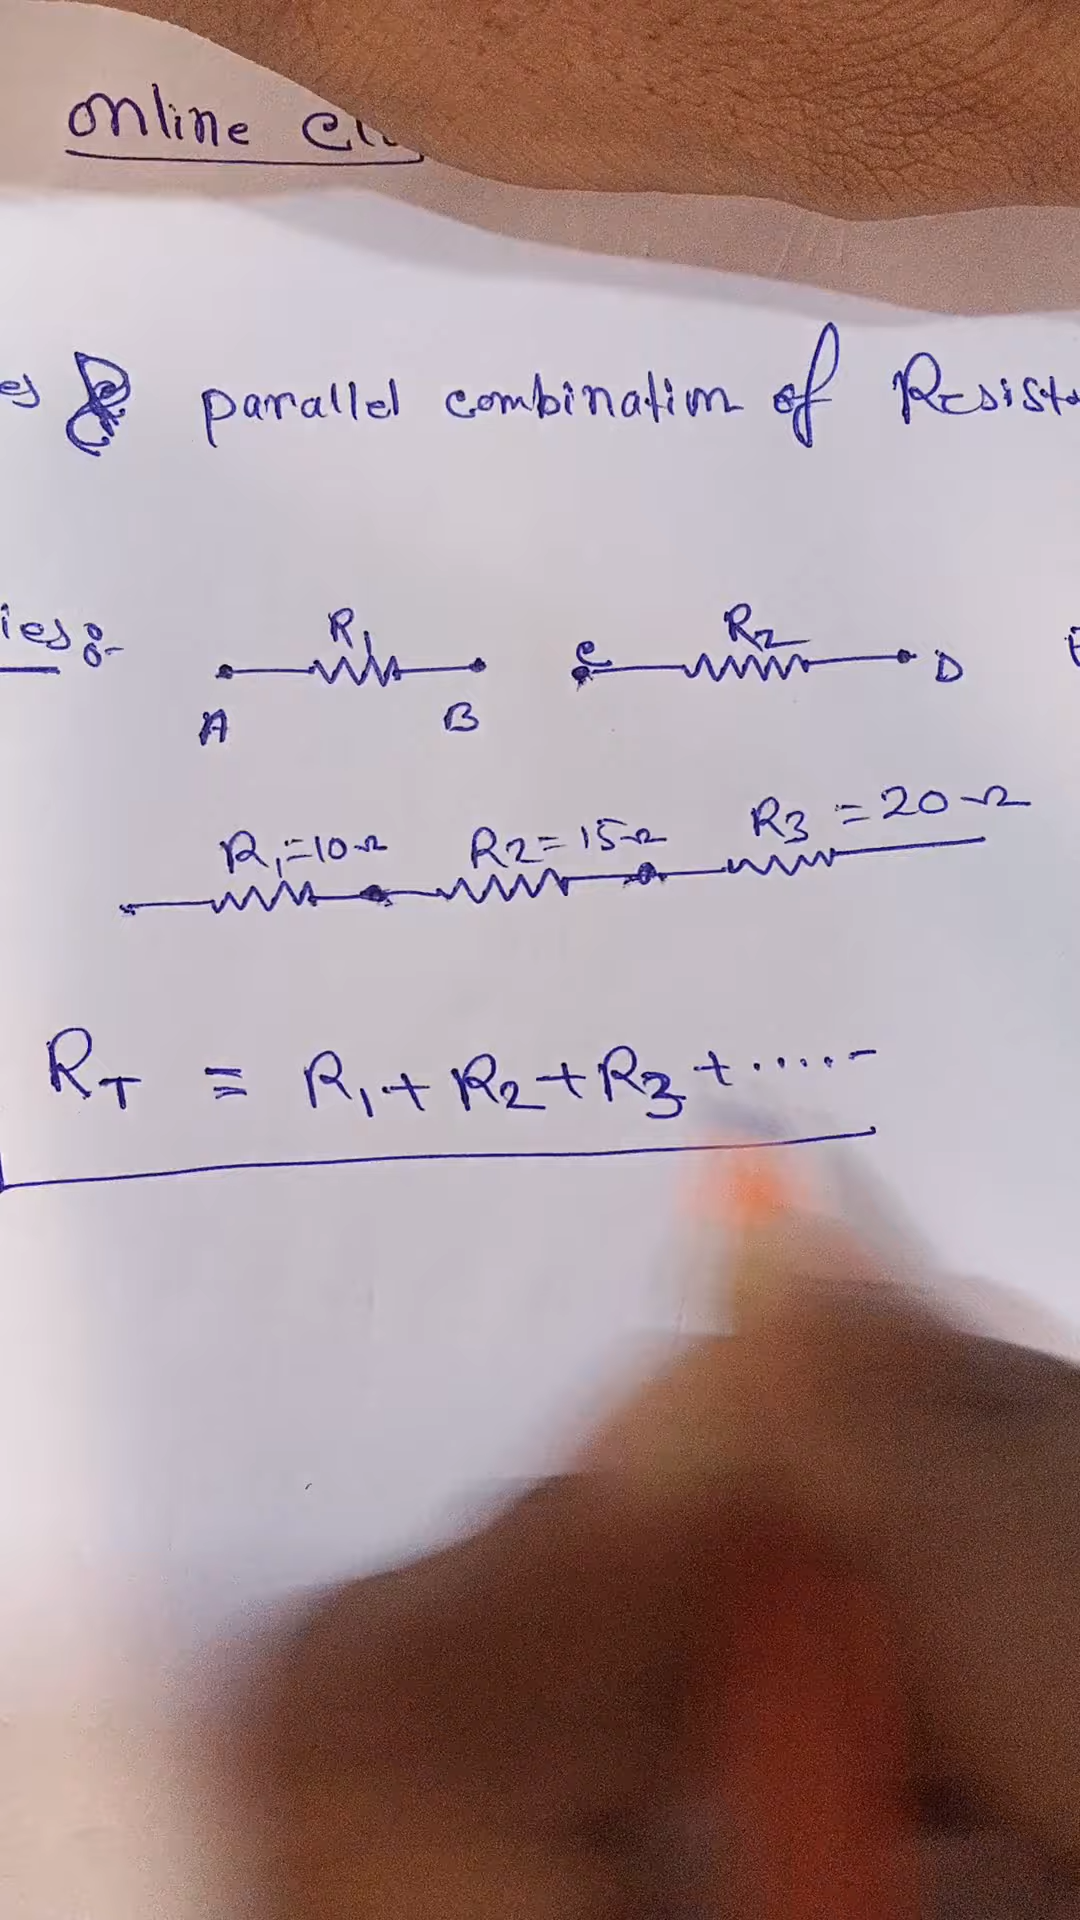 online
& parallel combination of
R1 R2
C D
A B
R1=10Ω R2=15Ω R3 =20Ω
RT = R1+R2+R3+.....-